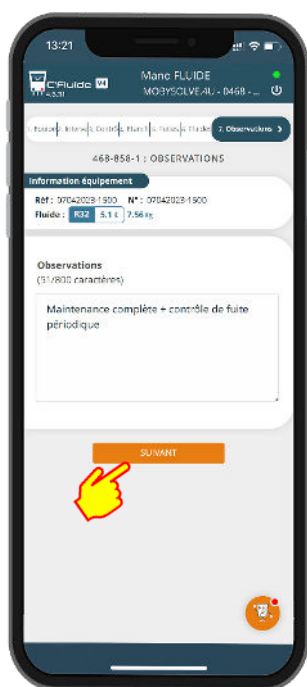 13:21
C'Fluide V4
Mano FLUIDE
MOBYSOLVE.4U - 0468 - ...
7. Observations
468-858-1 : OBSERVATIONS
Information équipement
Réf : 07042023-1500 N° : 07042023-1500
Fluide : R32 5.1 t 7.56 kg
Observations
(51/800 caractères)
Maintenance complète + contrôle de fuite
périodique
SUIVANT